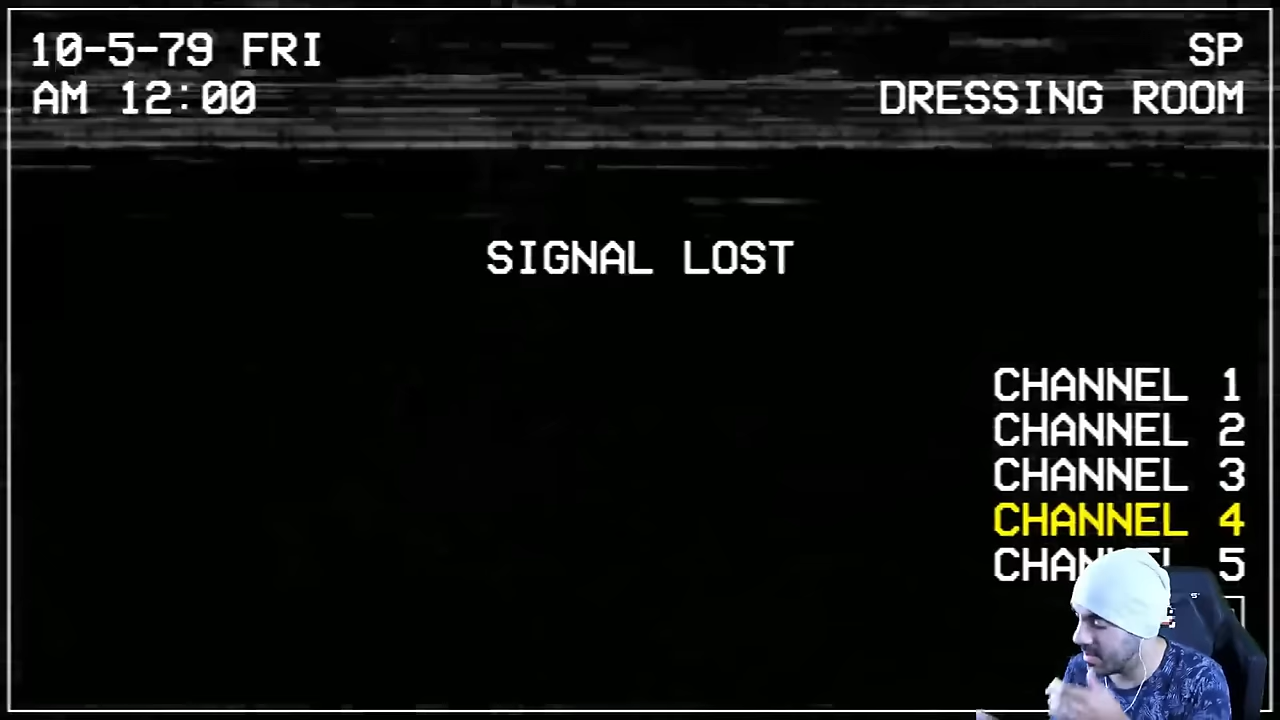 10-5-79 FRI
AM 12:00
SP
DRESSING ROOM
SIGNAL LOST
CHANNEL 1
CHANNEL 2
CHANNEL 3
CHANNEL 4
5